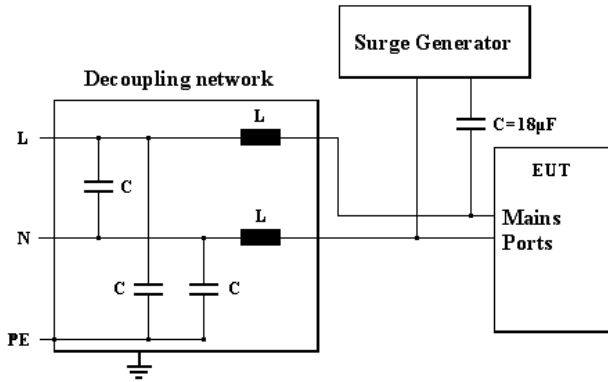 Surge Generator
Decoupling network
L
L
C=18µF
C
EUT
Mains
Ports
L
N
C
C
PE